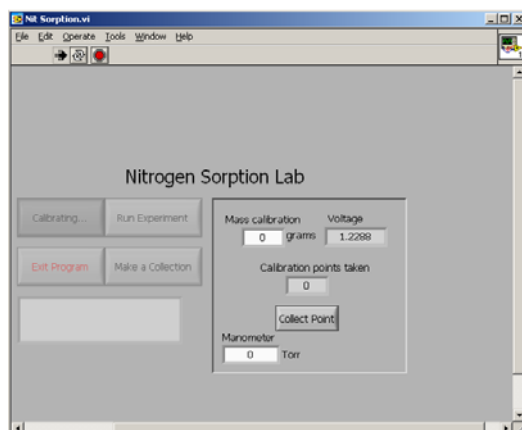 Nit Sorption.vi
File Edit Operate Tools Window Help
Nitrogen Sorption Lab
Calibrating... Run Experiment
Exit Program Make a Collection
Mass calibration Voltage
0 grams 1.2288
Calibration points taken
0
Collect Point
Manometer
0 Torr